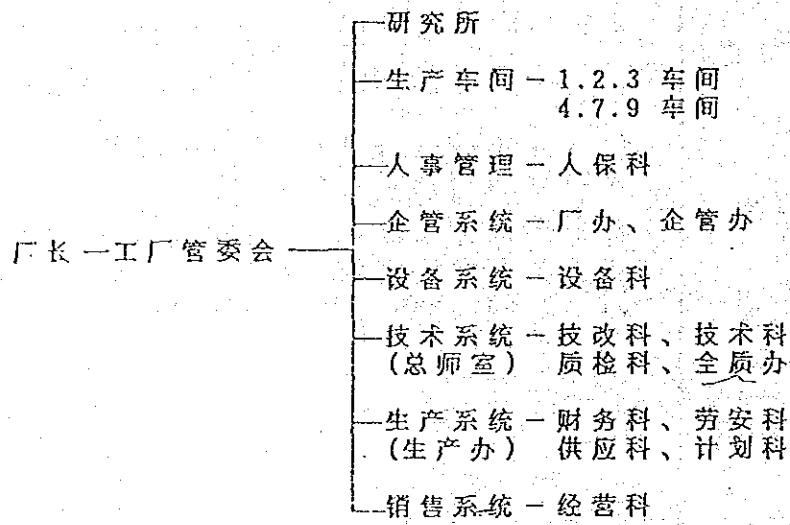 研究所
生产车间－1.2.3 车间
4.7.9 车间
人事管理－人保科
企管系统－厂办、企管办
厂长－工厂管委会
设备系统－设备科
技术系统－技改科、技术科
(总师室) 质检科、全质办
生产系统－财务科、劳安科
(生产办) 供应科、计划科
销售系统－经营科